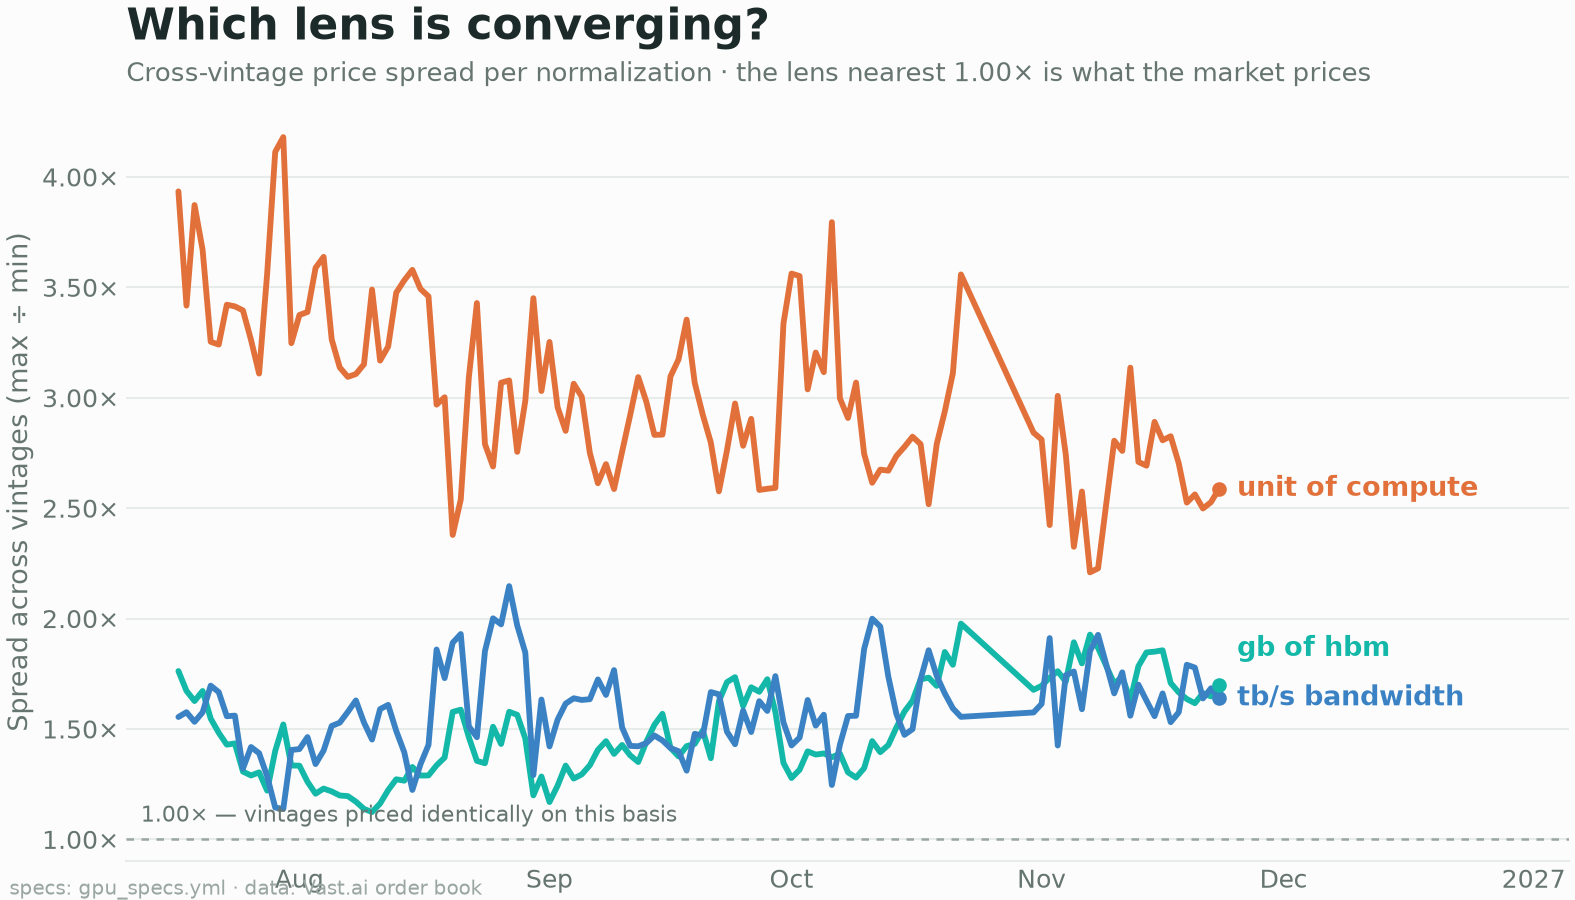 Which lens is converging?
Cross-vintage price spread per normalization · the lens nearest 1.00× is what the market prices
Spread across vintages (max ÷ min)
4.00×
3.50×
3.00×
2.50×
2.00×
1.50×
1.00×
unit of compute
gb of hbm
tb/s bandwidth
1.00× — vintages priced identically on this basis
Aug Sep Oct Nov Dec 2027
specs: gpu_specs.yml · data: Vast.ai order book